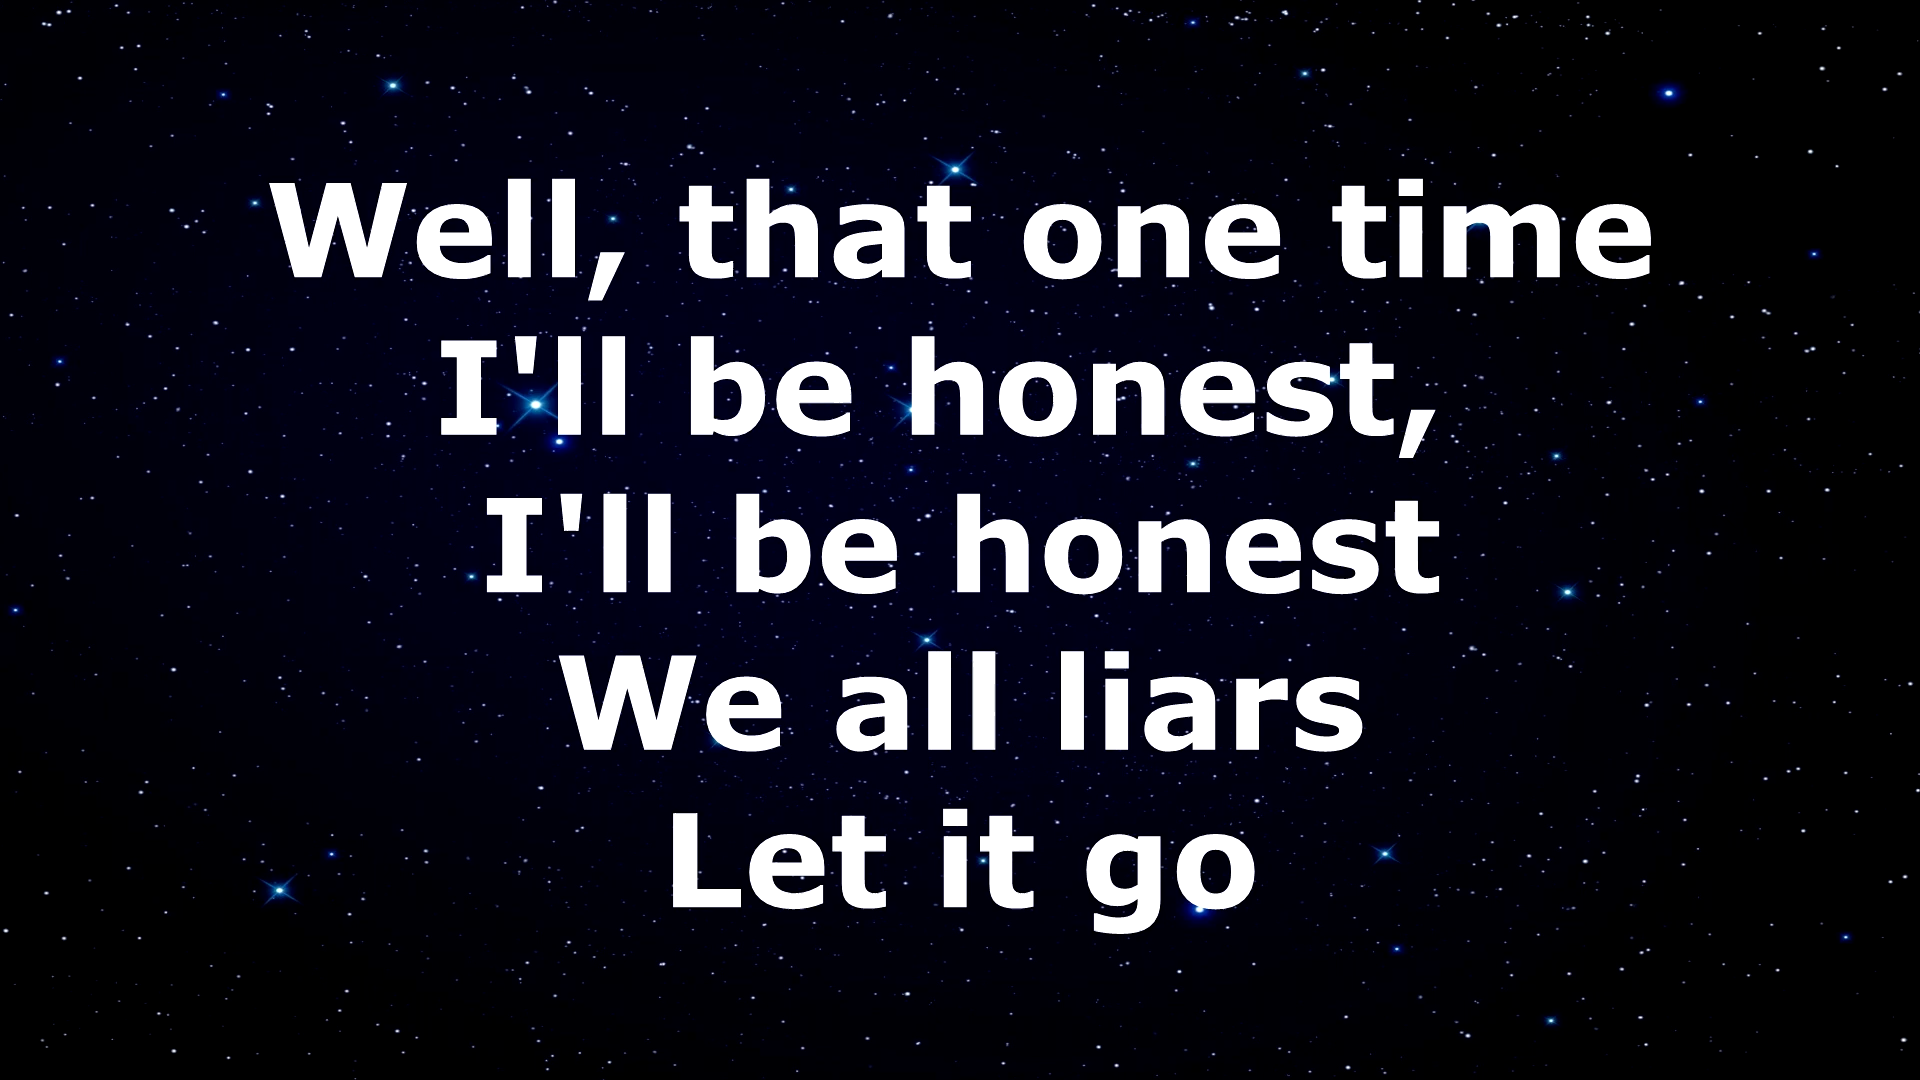 Well, that one time
I'll be honest,
I'll be honest
We all liars
Let it go